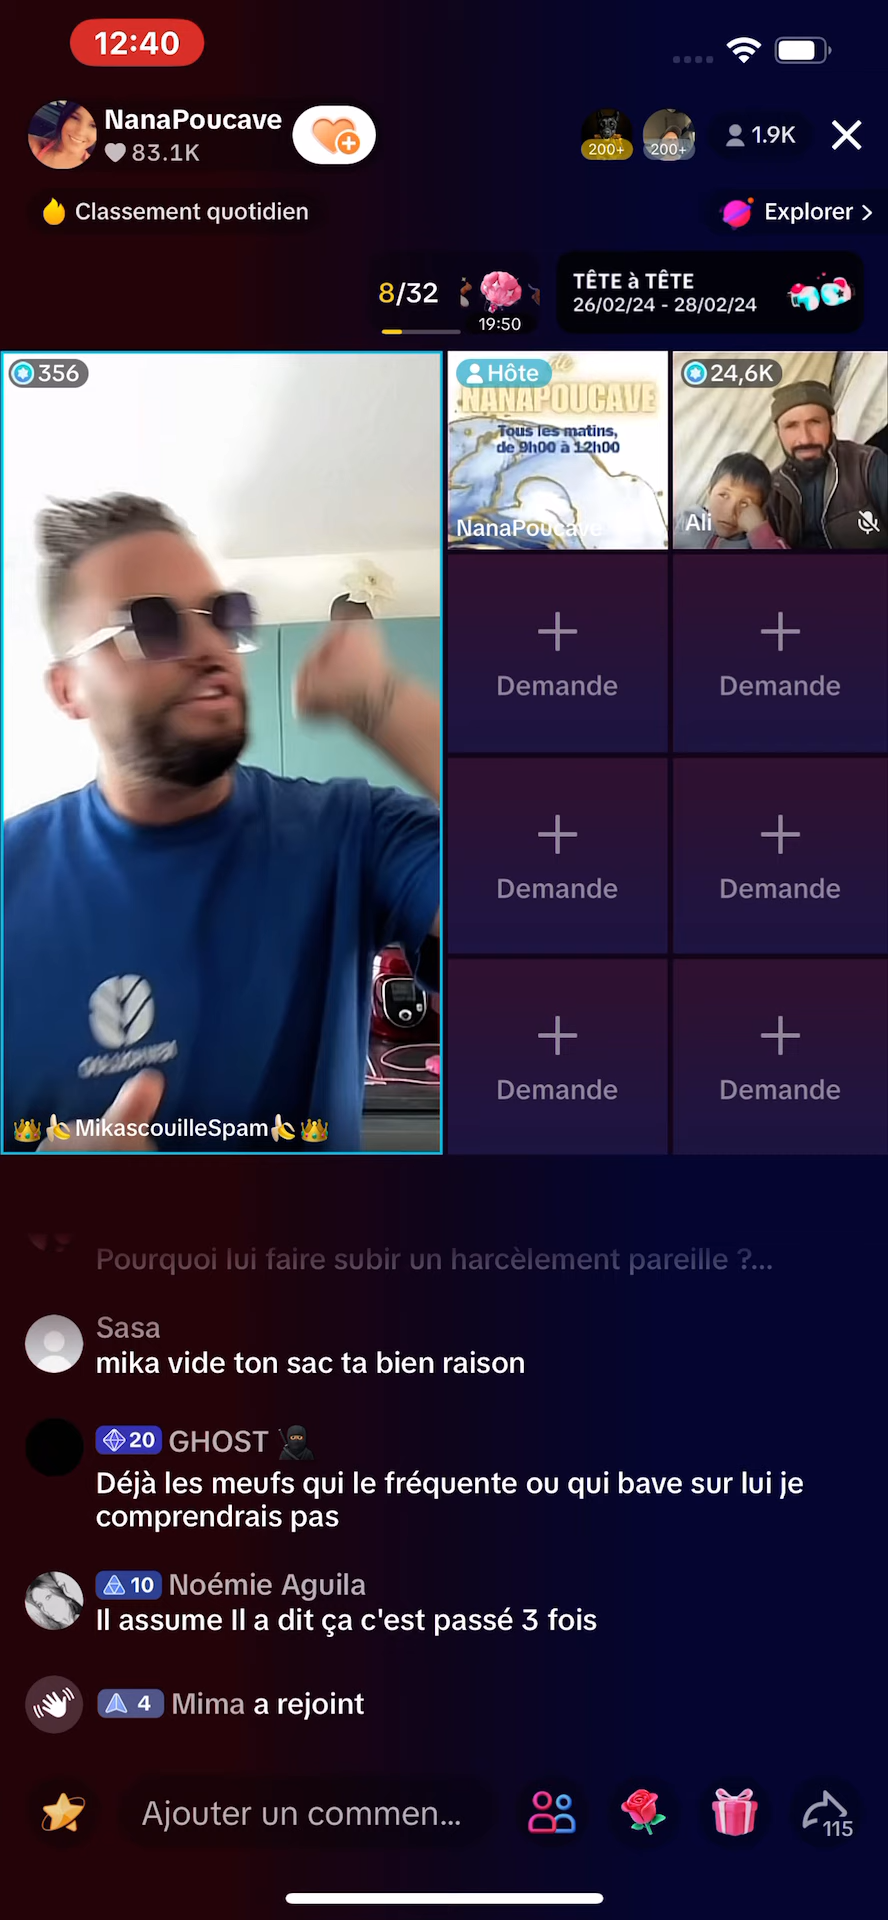 12:40
NanaPoucave
83.1K
200+
200+
1.9K
Classement quotidien
Explorer
8/32
19:50
TÊTE à TÊTE
26/02/24 - 28/02/24
356
Hôte
NANAPOUCAVE
Tous les matins,
de 9h00 à 12h00
NanaPoucave
24,6K
Ali
Demande
Demande
Demande
Demande
Demande
Demande
MikascouilleSpam
Pourquoi lui faire subir un harcèlement pareille ?...
Sasa
mika vide ton sac ta bien raison
20 GHOST
Déjà les meufs qui le fréquente ou qui bave sur lui je
comprendrais pas
10 Noémie Aguila
Il assume Il a dit ça c'est passé 3 fois
4 Mima a rejoint
Ajouter un commen...
115